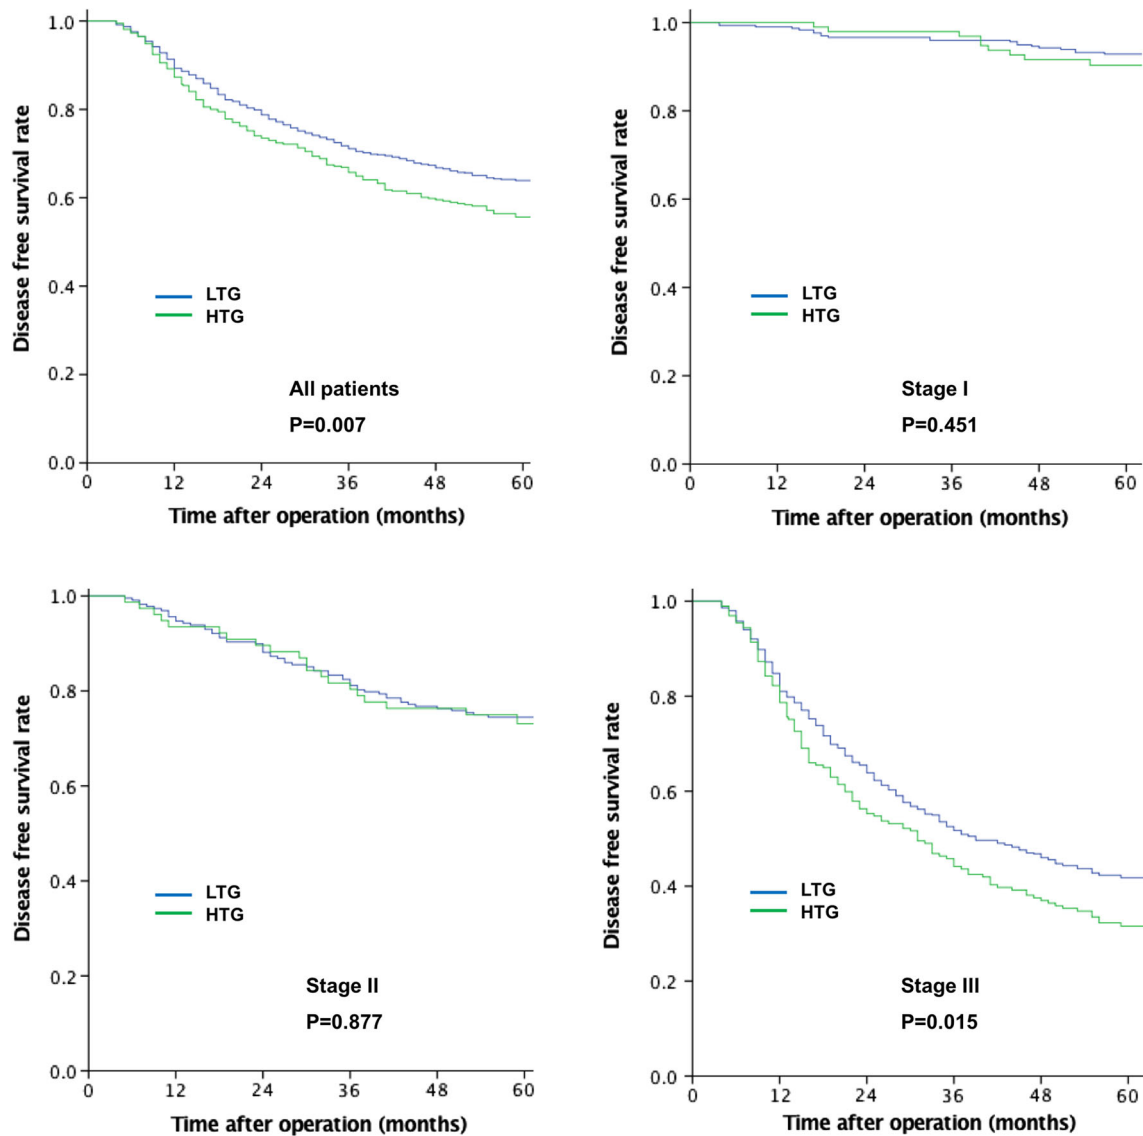 Disease free survival rate
1.0
0.8
0.6
0.4
0.2
0.0
LTG
HTG
All patients
P=0.007
0 12 24 36 48 60
Time after operation (months)
Disease free survival rate
1.0
0.8
0.6
0.4
0.2
0.0
LTG
HTG
Stage I
P=0.451
0 12 24 36 48 60
Time after operation (months)
Disease free survival rate
1.0
0.8
0.6
0.4
0.2
0.0
LTG
HTG
Stage II
P=0.877
0 12 24 36 48 60
Time after operation (months)
Disease free survival rate
1.0
0.8
0.6
0.4
0.2
0.0
LTG
HTG
Stage III
P=0.015
0 12 24 36 48 60
Time after operation (months)